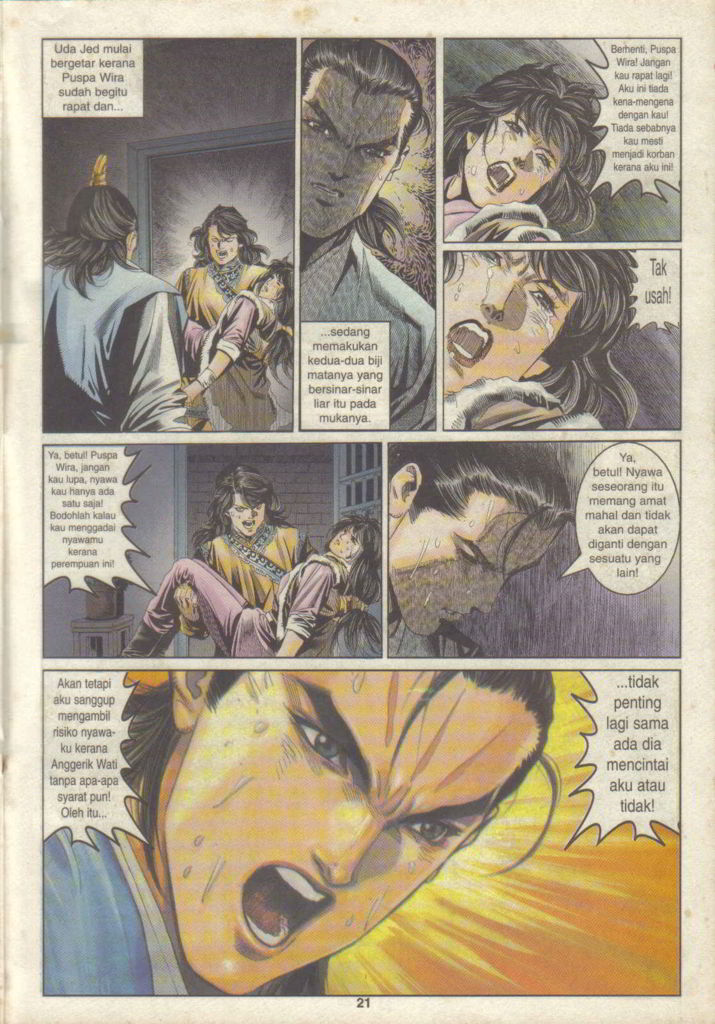 Uda Jed mulai
bergetar kerana
Puspa Wira
sudah begitu
rapat dan...
...sedang
memakukan
kedua-dua biji
matanya yang
bersinar-sinar
liar itu pada
mukanya.
Berhenti, Puspa
Wira! Jangan
kau rapat lagi!
Aku ini tiada
kena-mengena
dengan kau!
Tiada sebabnya
kau mesti
menjadi korban
kerana aku ini!
Tak
usah!
Ya, betul! Puspa
Wira, jangan
kau lupa, nyawa
kau hanya ada
satu saja!
Bodohlah kalau
kau menggadai
nyawamu
kerana
perempuan ini!
Ya,
betul! Nyawa
seseorang itu
memang amat
mahal dan tidak
akan dapat
diganti dengan
sesuatu yang
lain!
Akan tetapi
aku sanggup
mengambil
risiko nyawa-
ku kerana
Anggerik Wati
tanpa apa-apa
syarat pun!
Oleh itu...
...tidak
penting
lagi sama
ada dia
mencintai
aku atau
tidak!
21